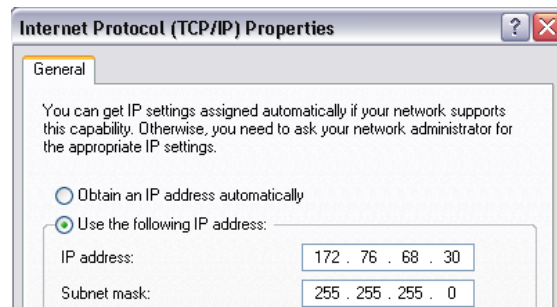 Internet Protocol (TCP/IP) Properties
General
You can get IP settings assigned automatically if your network supports
this capability. Otherwise, you need to ask your network administrator for
the appropriate IP settings.
Obtain an IP address automatically
Use the following IP address:
IP address: 172 . 76 . 68 . 30
Subnet mask: 255 . 255 . 255 . 0